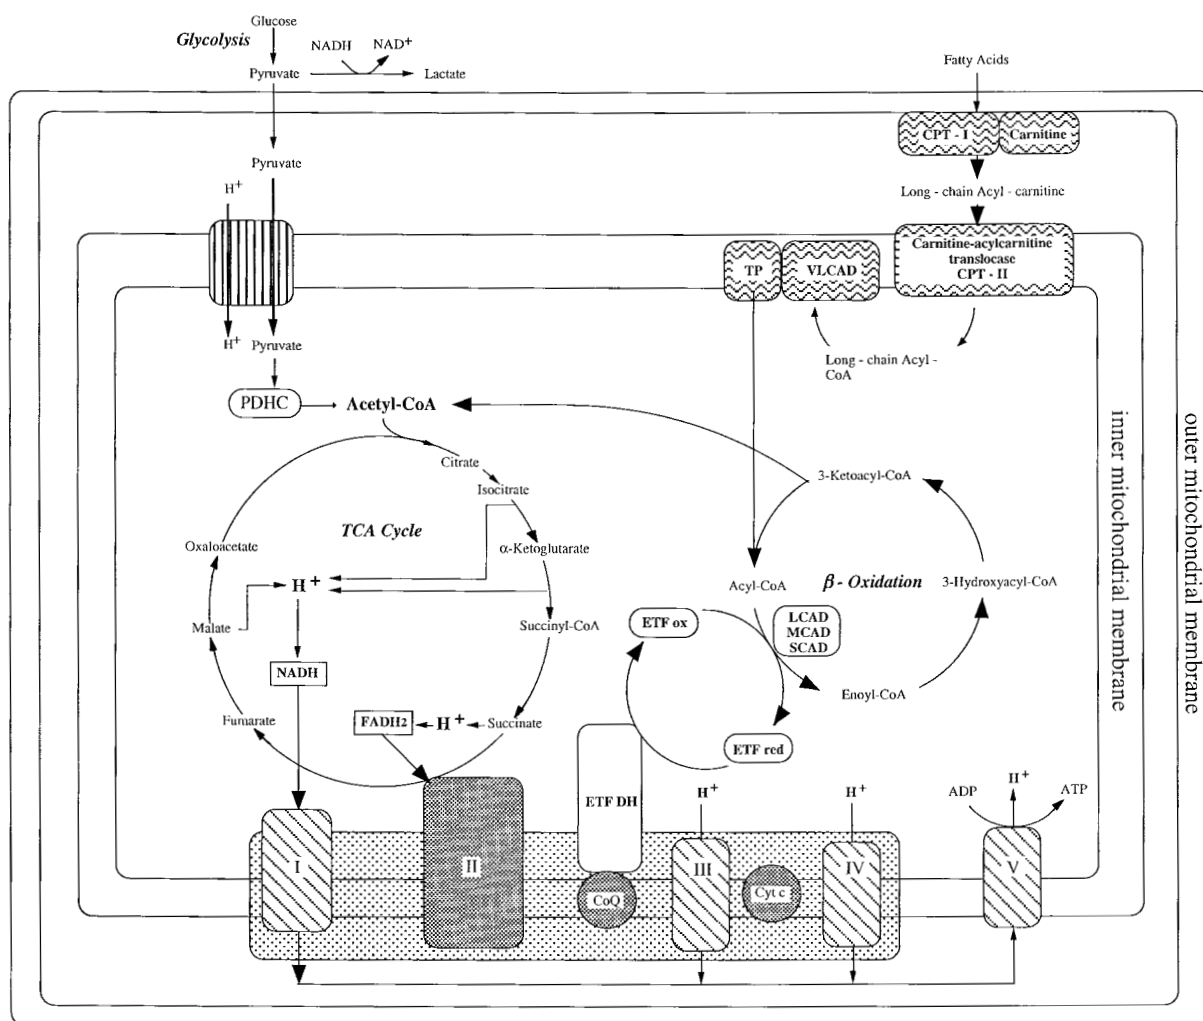 Glucose
Glycolysis
NADH
NAD+
Pyruvate
Lactate
Fatty Acids
CPT - I
Carnitine
Pyruvate
H+
Long - chain Acyl - carnitine
Carnitine-acylcarnitine
translocase
CPT - II
TP
VLCAD
H+
Pyruvate
Long - chain Acyl -
CoA
PDHC
Acetyl-CoA
inner mitochondrial membrane
outer mitochondrial membrane
Citrate
Isocitrate
3-Ketoacyl-CoA
TCA Cycle
Oxaloacetate
α-Ketoglutarate
H+
Acyl-CoA
β - Oxidation
3-Hydroxyacyl-CoA
Malate
Succinyl-CoA
ETF ox
LCAD
MCAD
SCAD
NADH
Enoyl-CoA
Fumarate
FADH2
H+
Succinate
ETF red
ETF DH
H+
H+
ADP
H+
ATP
I
II
III
IV
V
CoQ
Cyt c